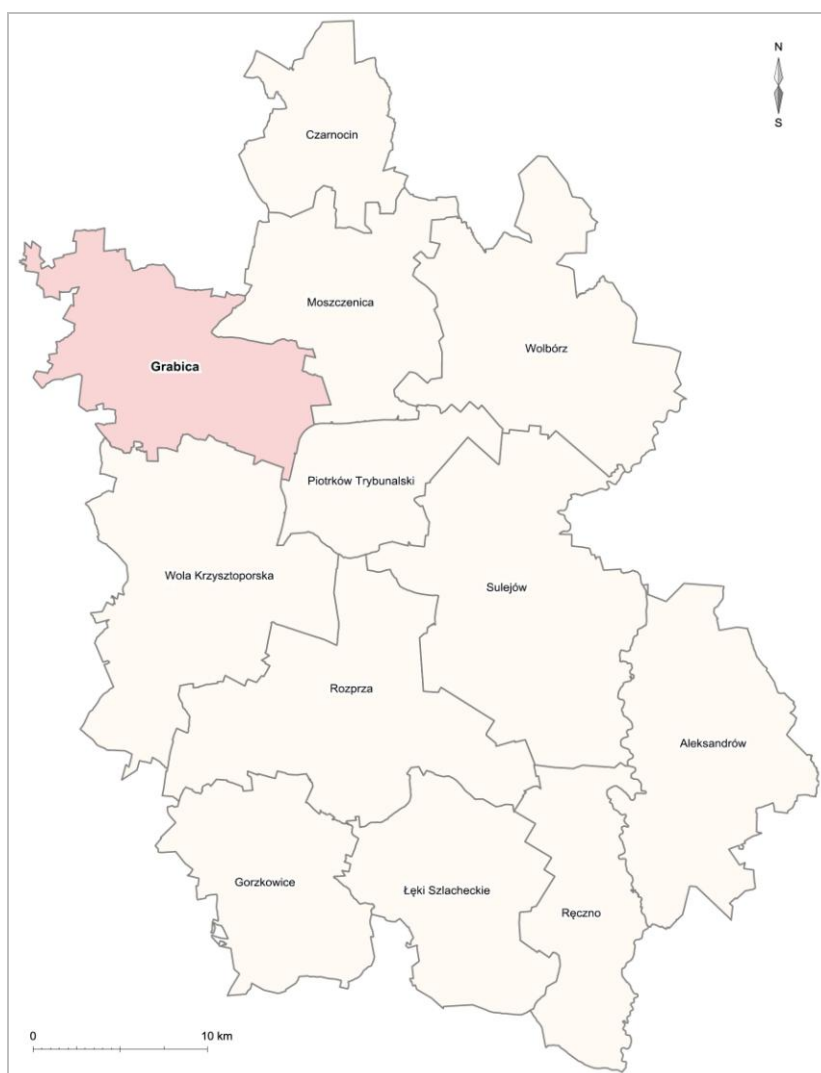 N
S
Czarnocin
Moszczenica
Wolbórz
Grabica
Piotrków Trybunalski
Wola Krzysztoporska
Sulejów
Rozprza
Aleksandrów
Gorzkowice
Łęki Szlacheckie
Ręczno
0 10 km